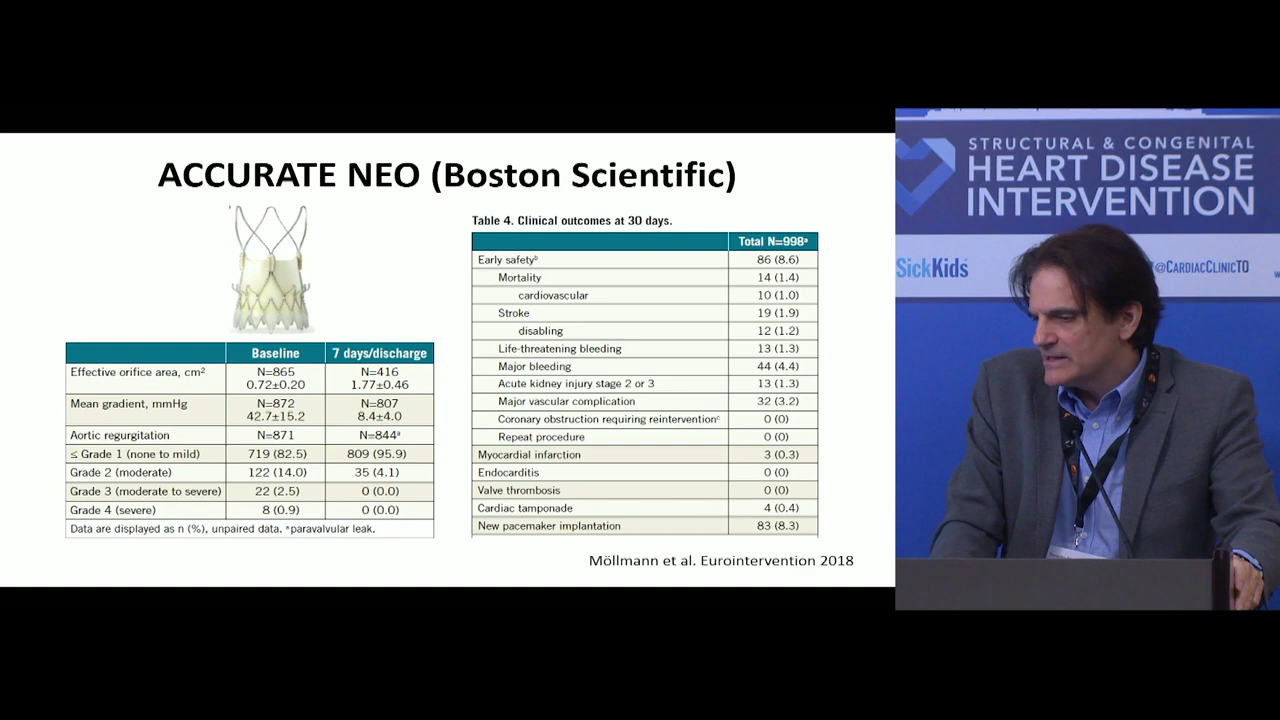 ACCURATE NEO (Boston Scientific)
Baseline 7 days/discharge
Effective orifice area, cm² N=865 N=416
0.72±0.20 1.77±0.46
Mean gradient, mmHg N=872 N=807
42.7±15.2 8.4±4.0
Aortic regurgitation N=871 N=844ᵃ
≤ Grade 1 (none to mild) 719 (82.5) 809 (95.9)
Grade 2 (moderate) 122 (14.0) 35 (4.1)
Grade 3 (moderate to severe) 22 (2.5) 0 (0.0)
Grade 4 (severe) 8 (0.9) 0 (0.0)
Data are displayed as n (%), unpaired data. ᵃparavalvular leak.
Table 4. Clinical outcomes at 30 days.
Total N=998ᵃ
Early safetyᵇ 86 (8.6)
Mortality 14 (1.4)
cardiovascular 10 (1.0)
Stroke 19 (1.9)
disabling 12 (1.2)
Life-threatening bleeding 13 (1.3)
Major bleeding 44 (4.4)
Acute kidney injury stage 2 or 3 13 (1.3)
Major vascular complication 32 (3.2)
Coronary obstruction requiring reinterventionᶜ 0 (0)
Repeat procedure 0 (0)
Myocardial infarction 3 (0.3)
Endocarditis 0 (0)
Valve thrombosis 0 (0)
Cardiac tamponade 4 (0.4)
New pacemaker implantation 83 (8.3)
Möllmann et al. Eurointervention 2018
STRUCTURAL & CONGENITAL
HEART DISEASE
INTERVENTION
SickKids
@CARDIACCLINICTO